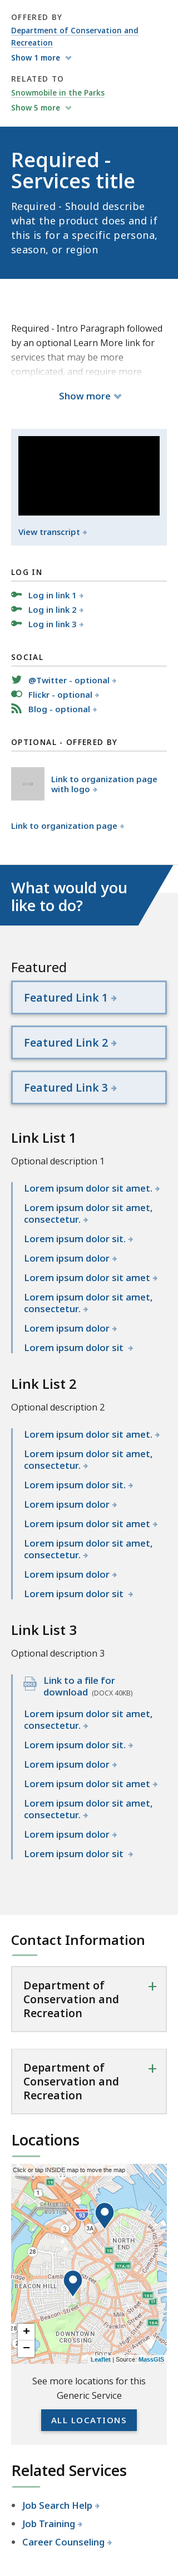 OFFERED BY
Department of Conservation and
Recreation
Show 1 more
RELATED TO
Snowmobile in the Parks
Show 5 more
Required -
Services title
Required - Should describe
what the product does and if
this is for a specific persona,
season, or region
Required - Intro Paragraph followed
by an optional Learn More link for
services that may be more
complicated, and require more
Show more
View transcript
LOG IN
Log in link 1
Log in link 2
Log in link 3
SOCIAL
@Twitter - optional
Flickr - optional
Blog - optional
OPTIONAL - OFFERED BY
Link to organization page
with logo
Link to organization page
What would you
like to do?
Featured
Featured Link 1
Featured Link 2
Featured Link 3
Link List 1
Optional description 1
Lorem ipsum dolor sit amet.
Lorem ipsum dolor sit amet,
consectetur.
Lorem ipsum dolor sit.
Lorem ipsum dolor
Lorem ipsum dolor sit amet
Lorem ipsum dolor sit amet,
consectetur.
Lorem ipsum dolor
Lorem ipsum dolor sit
Link List 2
Optional description 2
Lorem ipsum dolor sit amet.
Lorem ipsum dolor sit amet,
consectetur.
Lorem ipsum dolor sit.
Lorem ipsum dolor
Lorem ipsum dolor sit amet
Lorem ipsum dolor sit amet,
consectetur.
Lorem ipsum dolor
Lorem ipsum dolor sit
Link List 3
Optional description 3
Link to a file for
download (DOCX 40KB)
Lorem ipsum dolor sit amet,
consectetur.
Lorem ipsum dolor sit.
Lorem ipsum dolor
Lorem ipsum dolor sit amet
Lorem ipsum dolor sit amet,
consectetur.
Lorem ipsum dolor
Lorem ipsum dolor sit
Contact Information
Department of
Conservation and
Recreation
+
Department of
Conservation and
Recreation
+
Locations
Click or tap INSIDE map to move the map
1
BOSTON
3
3A
NORTH
END
28
BEACON HILL
Milk Street
Beacon Street
DOWNTOWN
CROSSING
+
−
28
Leaflet | Source: MassGIS
See more locations for this
Generic Service
ALL LOCATIONS
Related Services
Job Search Help
Job Training
Career Counseling